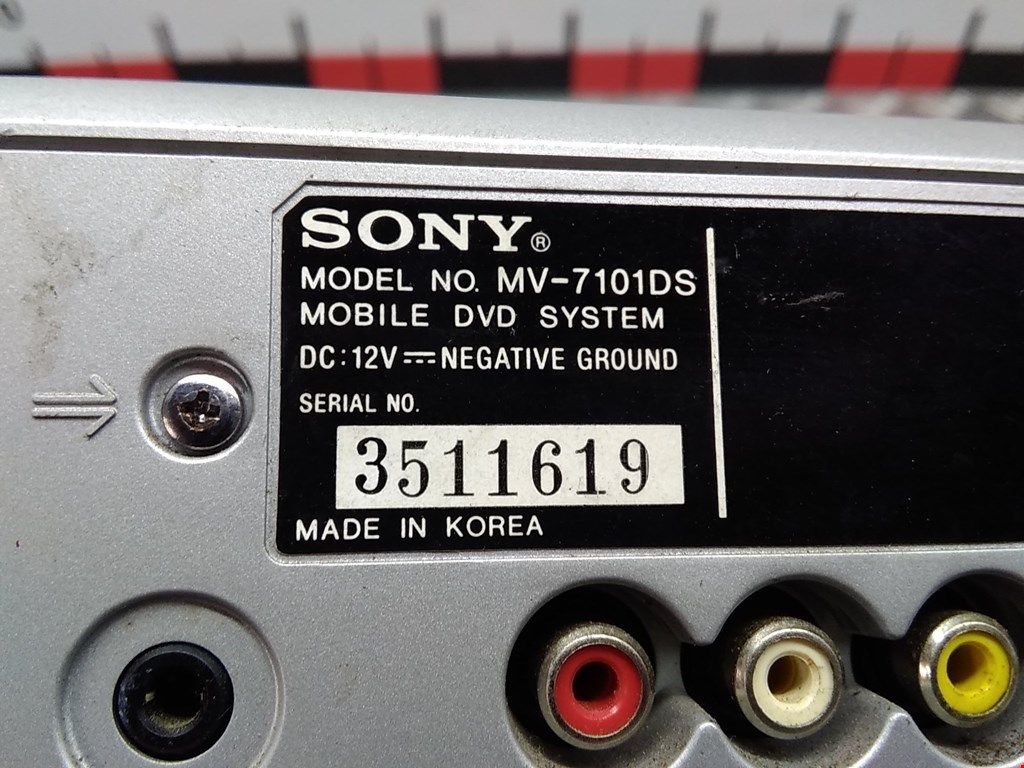 SONY®
MODEL NO. MV-7101DS
MOBILE DVD SYSTEM
DC:12V⎓NEGATIVE GROUND
SERIAL NO.
3511619
MADE IN KOREA